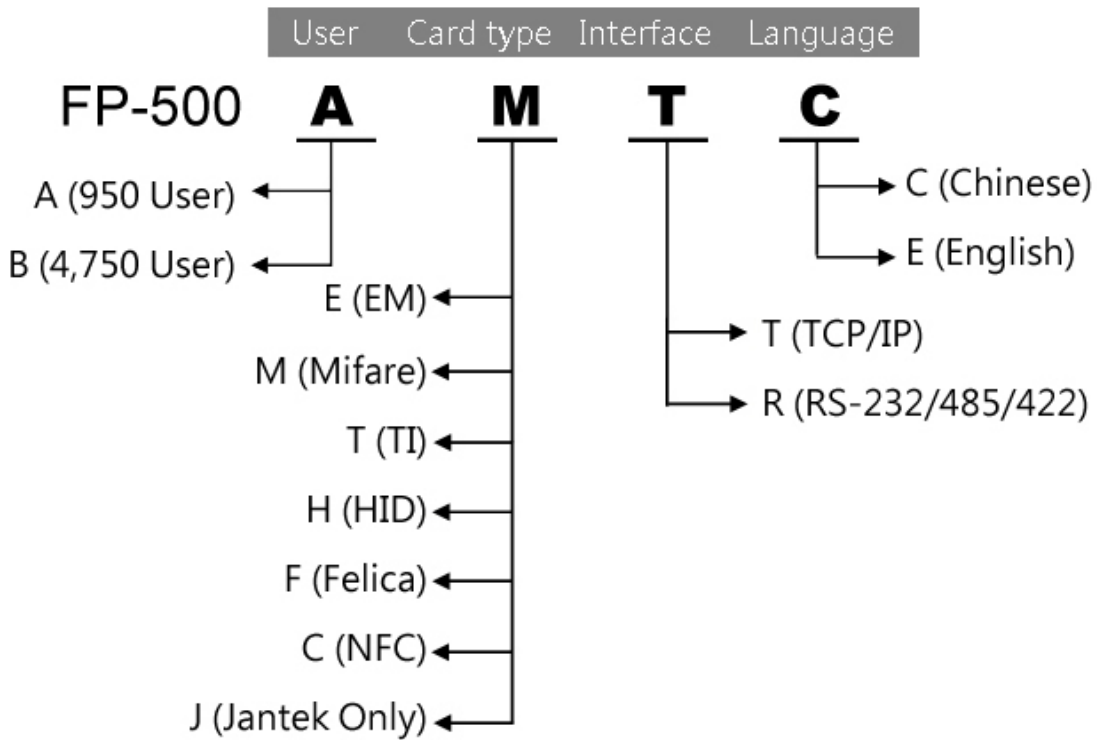 User Card type Interface Language
FP-500 A M T C
A (950 User)
B (4,750 User)
E (EM)
M (Mifare)
T (TI)
H (HID)
F (Felica)
C (NFC)
J (Jantek Only)
T (TCP/IP)
R (RS-232/485/422)
C (Chinese)
E (English)